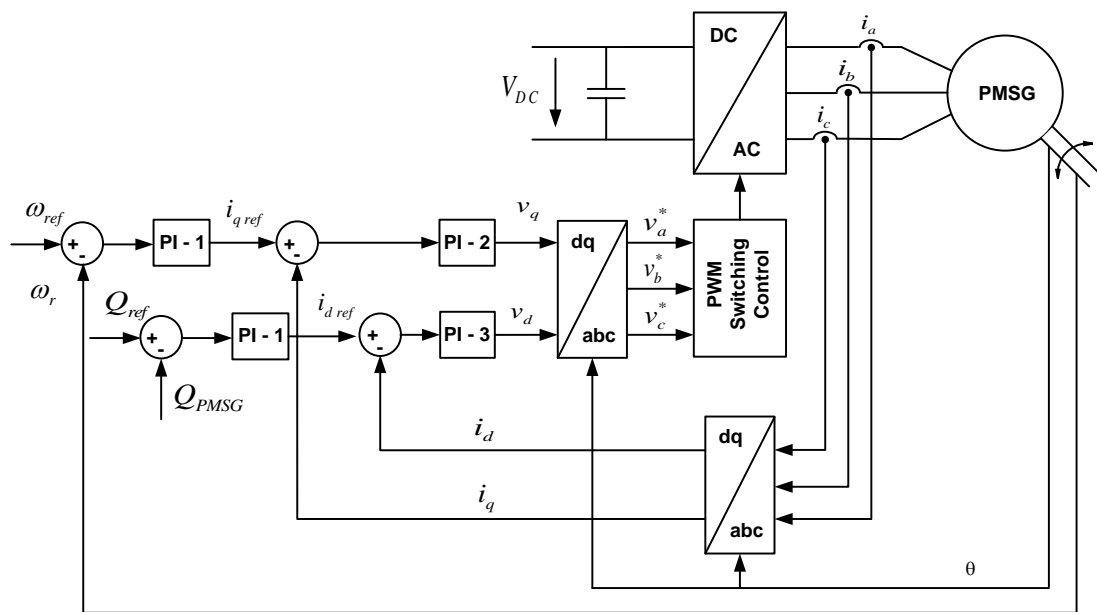 i_a
DC
V_DC
i_b
PMSG
i_c
AC
ω_ref
i_q ref
v_q
v_a^*
+
-
PI - 1
+
-
PI - 2
dq
PWM
Switching
Control
v_b^*
ω_r
Q_ref
i_d ref
v_d
v_c^*
+
-
PI - 1
+
-
PI - 3
abc
Q_PMSG
i_d
dq
i_q
abc
θ